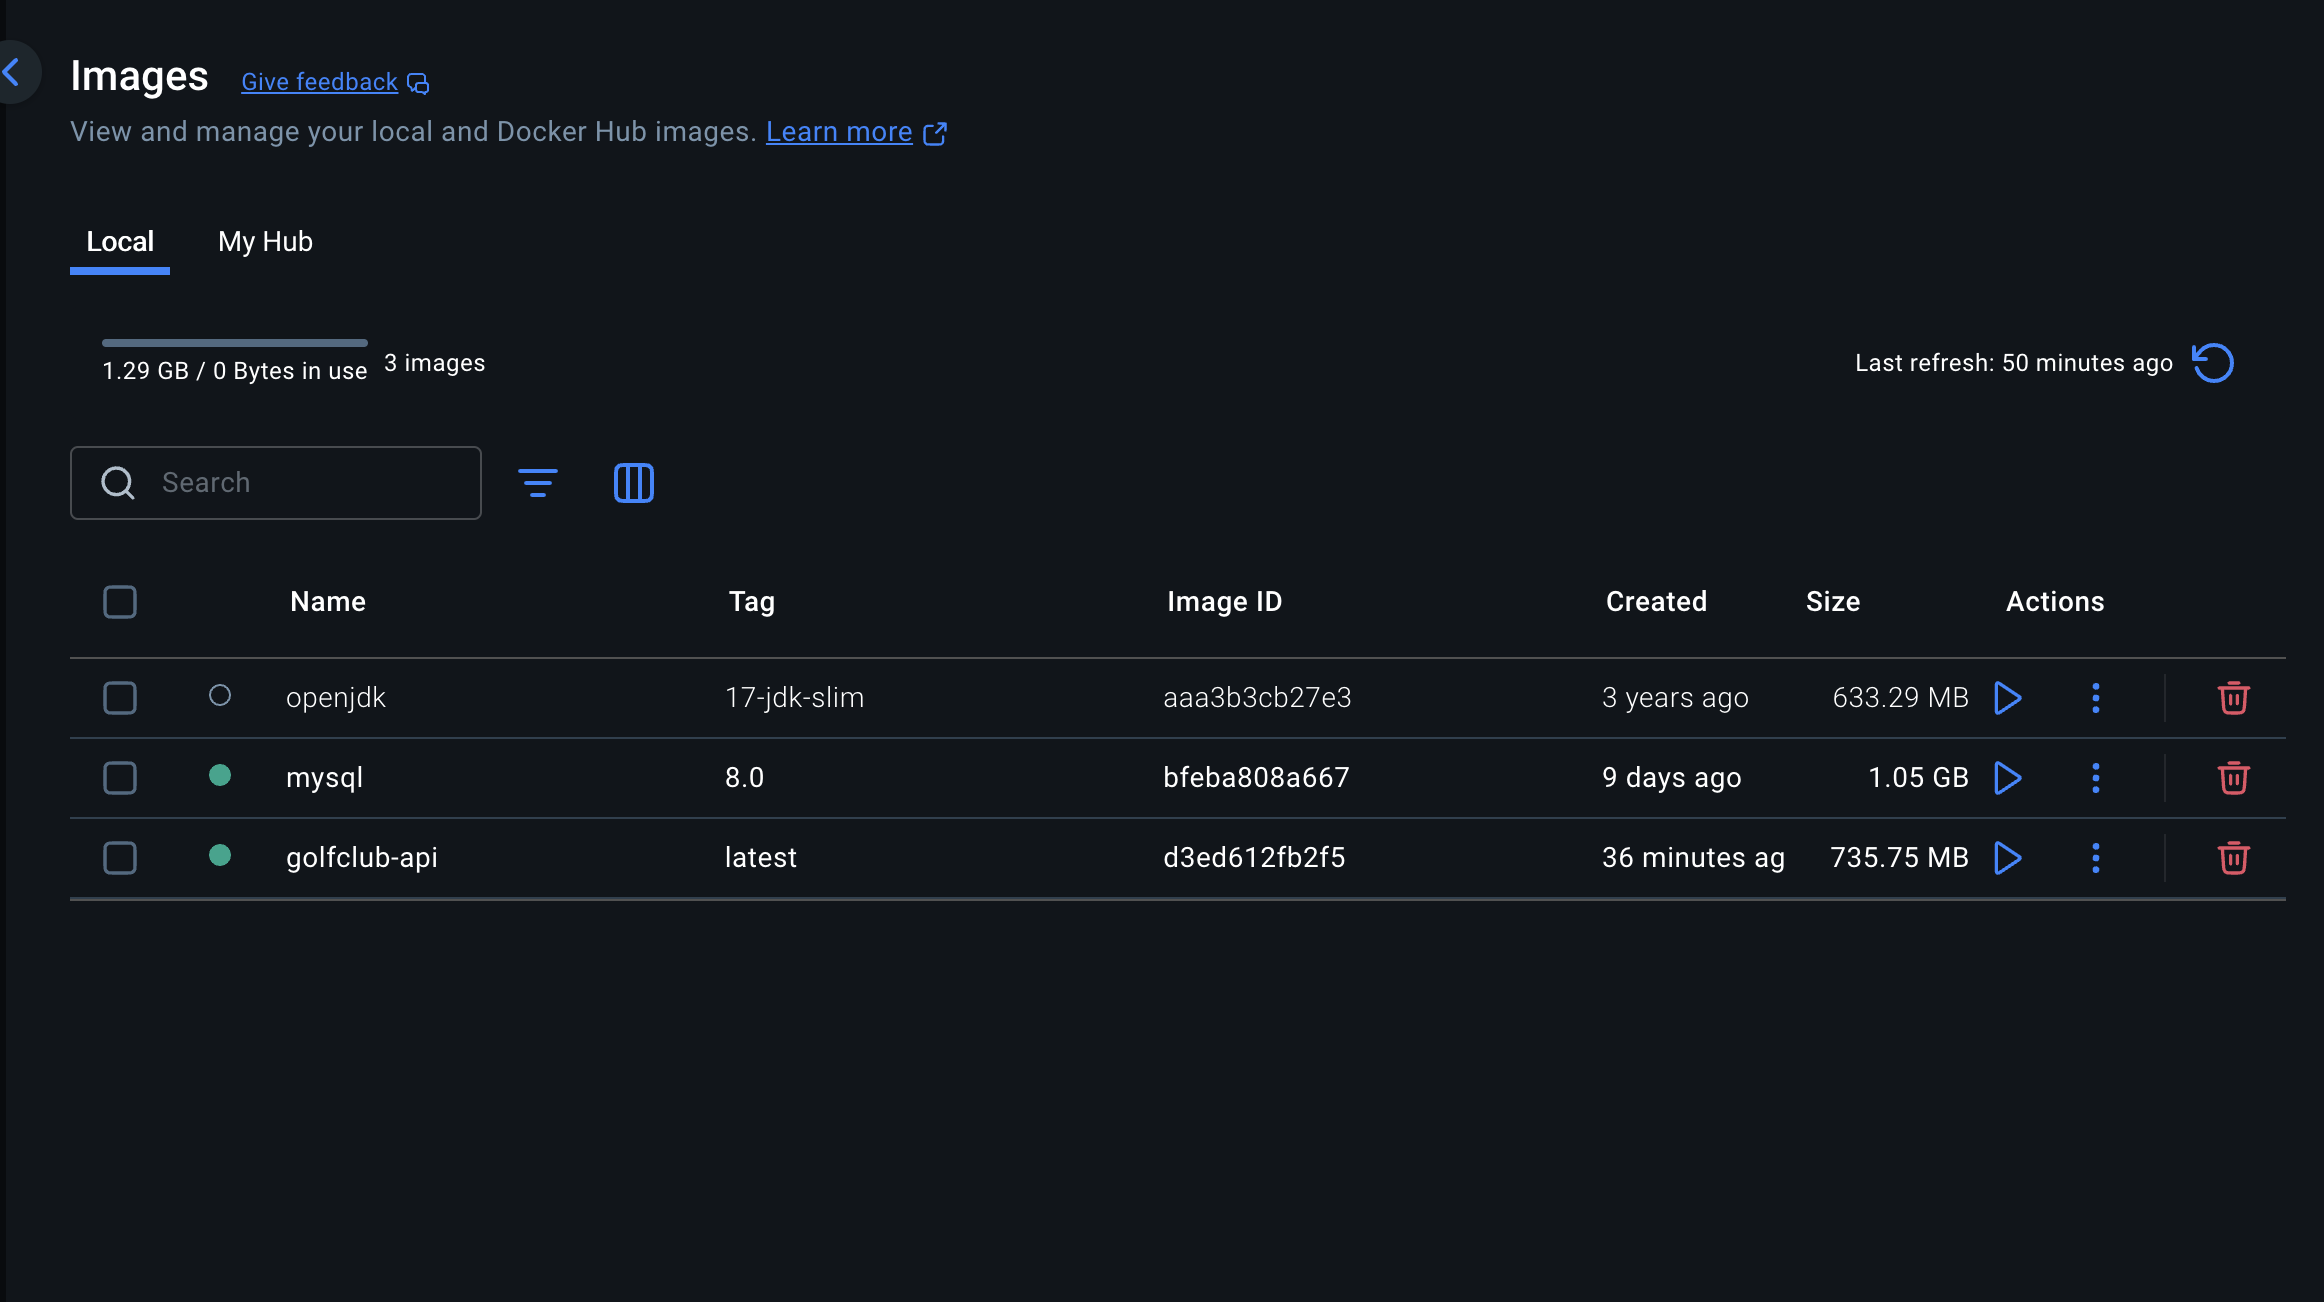 Images Give feedback
View and manage your local and Docker Hub images. Learn more
Local My Hub
1.29 GB / 0 Bytes in use 3 images Last refresh: 50 minutes ago
Search
Name Tag Image ID Created Size Actions
openjdk 17-jdk-slim aaa3b3cb27e3 3 years ago 633.29 MB
mysql 8.0 bfeba808a667 9 days ago 1.05 GB
golfclub-api latest d3ed612fb2f5 36 minutes ag 735.75 MB